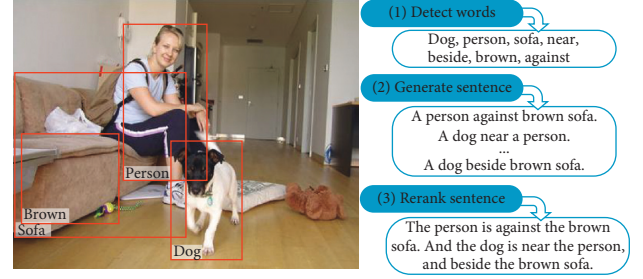 Person
Brown
Sofa
Dog
(1) Detect words
Dog, person, sofa, near,
beside, brown, against
(2) Generate sentence
A person against brown sofa.
A dog near a person.
...
A dog beside brown sofa.
(3) Rerank sentence
The person is against the brown
sofa. And the dog is near the person,
and beside the brown sofa.